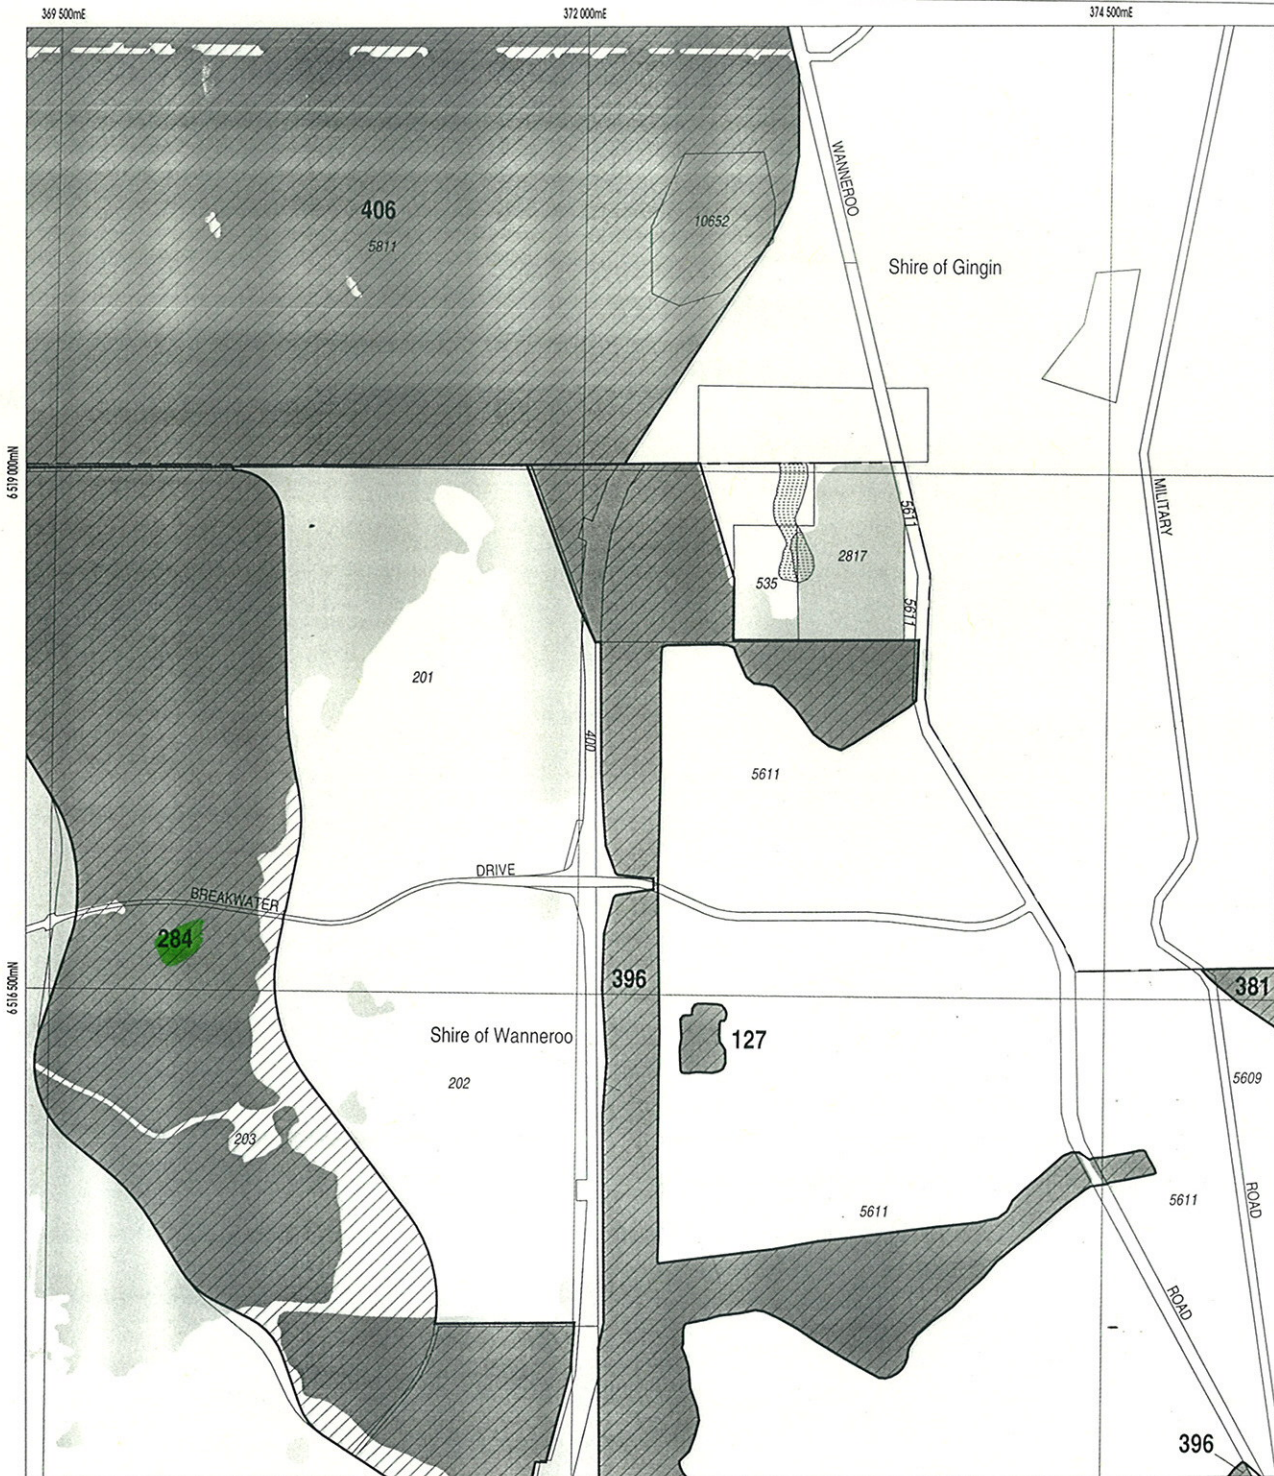 369 500mE
372 000mE
374 500mE
WANNEROO
406
10652
5811
Shire of Gingin
6 519 000mN
MILITARY
5611
2817
535
5611
201
400
5611
DRIVE
BREAKWATER
284
6 516 500mN
396
381
Shire of Wanneroo
127
202
5609
203
5611
5611
ROAD
ROAD
396